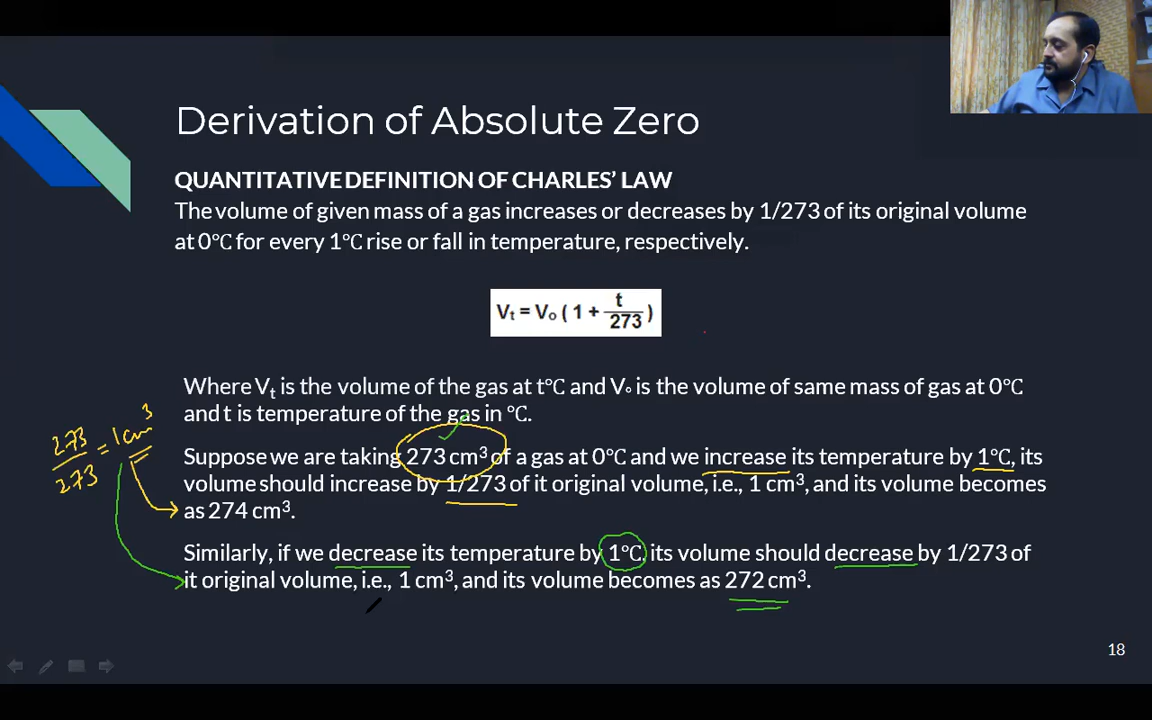 Derivation of Absolute Zero
QUANTITATIVE DEFINITION OF CHARLES' LAW
The volume of given mass of a gas increases or decreases by 1/273 of its original volume
at 0℃ for every 1℃ rise or fall in temperature, respectively.
Vt = Vo ( 1 + t/273 )
Where Vt is the volume of the gas at t℃ and Vo is the volume of same mass of gas at 0℃
and t is temperature of the gas in ℃.
273/273 = 1cm³
Suppose we are taking 273 cm³ of a gas at 0℃ and we increase its temperature by 1℃, its
volume should increase by 1/273 of it original volume, i.e., 1 cm³, and its volume becomes
as 274 cm³.
Similarly, if we decrease its temperature by 1℃, its volume should decrease by 1/273 of
it original volume, i.e., 1 cm³, and its volume becomes as 272 cm³.
18